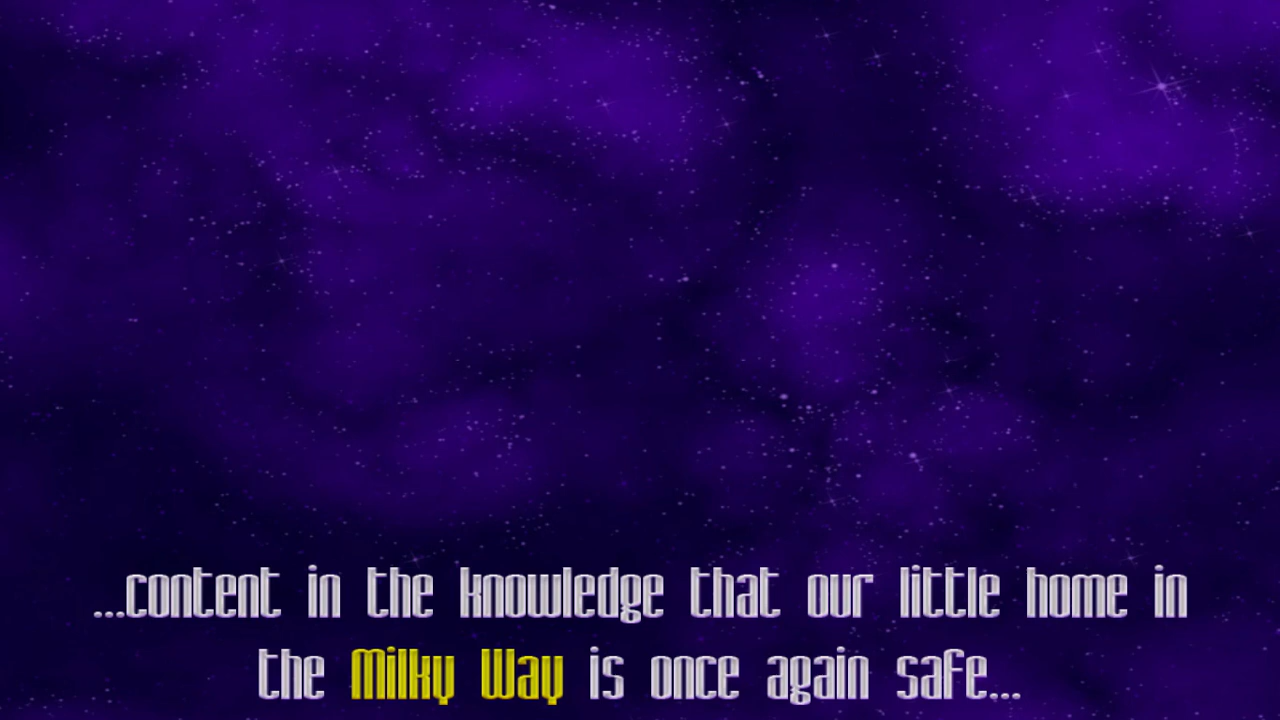 ...content in the knowledge that our little home in
the Milky Way is once again safe...